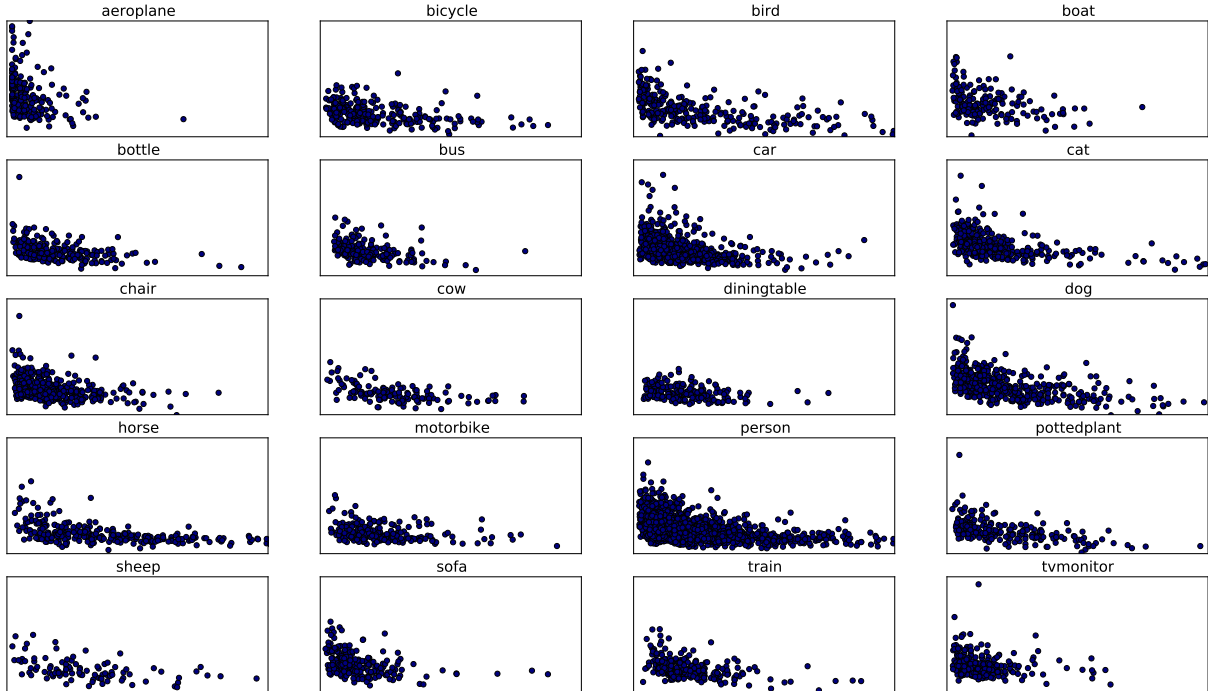 aeroplane bicycle bird boat
bottle bus car cat
chair cow diningtable dog
horse motorbike person pottedplant
sheep sofa train tvmonitor